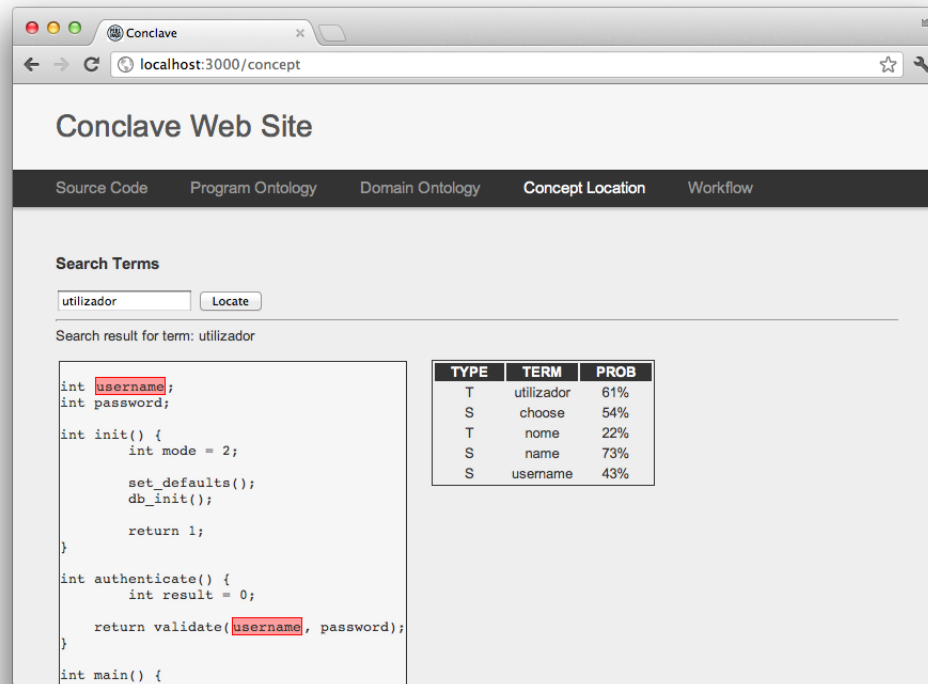 Conclave
localhost:3000/concept
Conclave Web Site
Source Code Program Ontology Domain Ontology Concept Location Workflow
Search Terms
utilizador Locate
Search result for term: utilizador
int username;
int password;
int init() {
int mode = 2;
set_defaults();
db_init();
return 1;
}
int authenticate() {
int result = 0;
return validate(username, password);
}
int main() {
TYPE TERM PROB
T utilizador 61%
S choose 54%
T nome 22%
S name 73%
S username 43%